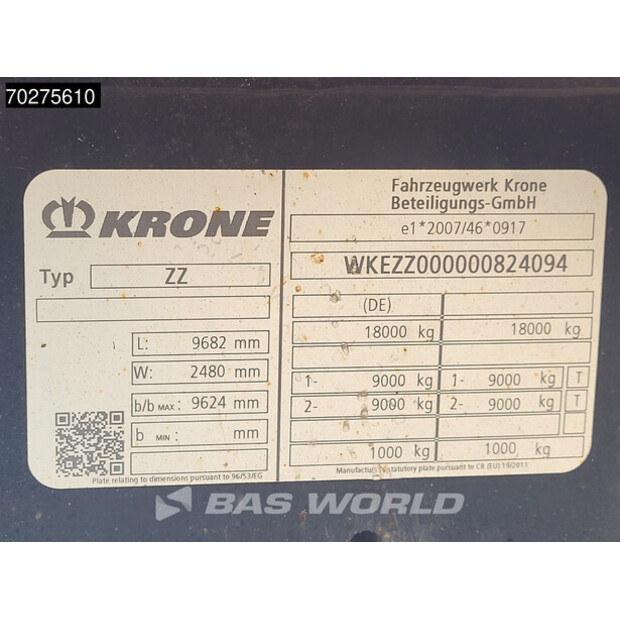 70275610
KRONE
Typ ZZ
L: 9682 mm
W: 2480 mm
b/b MAX: 9624 mm
b MIN: mm
Plate relating to dimensions pursuant to 96/53/EG
Fahrzeugwerk Krone
Beteiligungs-GmbH
e1*2007/46*0917
WKEZZ000000824094
(DE)
18000 kg 18000 kg
1- 9000 kg 1- 9000 kg T
2- 9000 kg 2- 9000 kg T
1000 kg 1000 kg
statutory plate pursuant to CR (EU) 19/2011
BAS WORLD